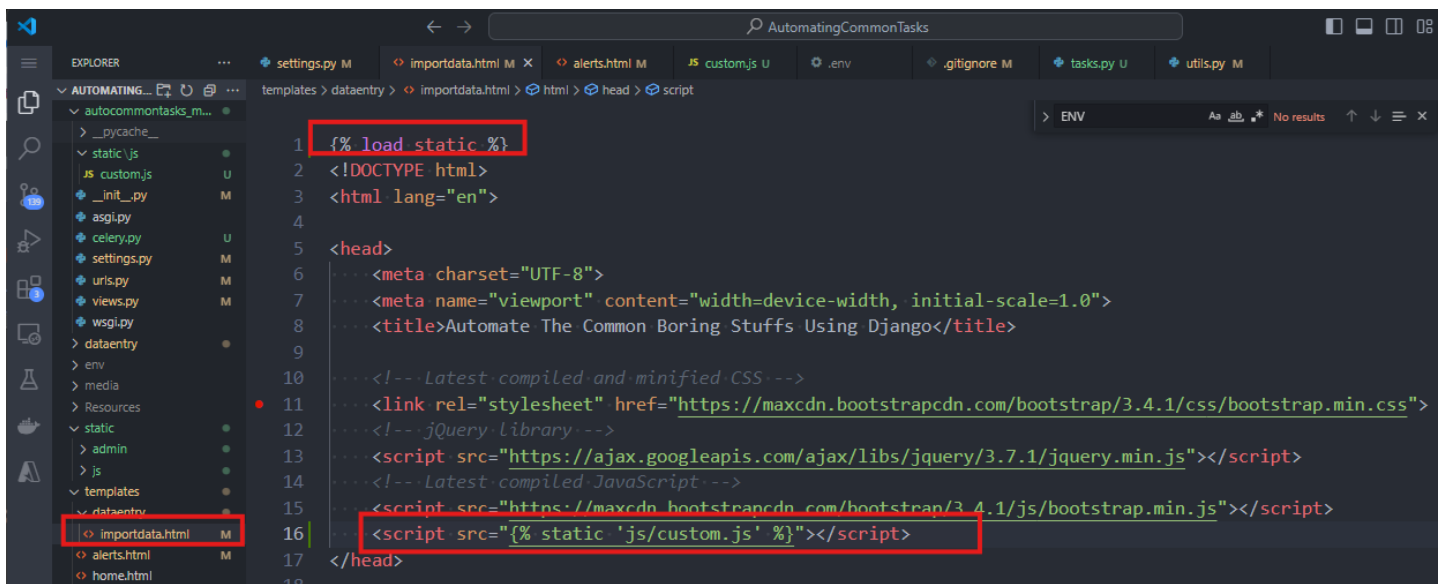 AutomatingCommonTasks
EXPLORER ...
settings.py M
importdata.html M
alerts.html M
JS custom.js U
.env
.gitignore M
tasks.py U
utils.py M
AUTOMATING... ...
templates > dataentry > importdata.html > html > head > script
autocommontasks_m...
> ENV Aa ab .* No results
__pycache__
static\js
JS custom.js U
__init__.py M
asgi.py
celery.py U
settings.py M
urls.py M
views.py M
wsgi.py
dataentry
env
media
Resources
static
admin
js
templates
dataentry
importdata.html M
alerts.html M
home.html
139
3
1 {% load static %}
2 <!DOCTYPE html>
3 <html lang="en">
4
5 <head>
6 <meta charset="UTF-8">
7 <meta name="viewport" content="width=device-width, initial-scale=1.0">
8 <title>Automate The Common Boring Stuffs Using Django</title>
9
10 <!-- Latest compiled and minified CSS -->
11 <link rel="stylesheet" href="https://maxcdn.bootstrapcdn.com/bootstrap/3.4.1/css/bootstrap.min.css">
12 <!-- jQuery library -->
13 <script src="https://ajax.googleapis.com/ajax/libs/jquery/3.7.1/jquery.min.js"></script>
14 <!-- Latest compiled JavaScript -->
15 <script src="https://maxcdn.bootstrapcdn.com/bootstrap/3.4.1/js/bootstrap.min.js"></script>
16 <script src="{% static 'js/custom.js' %}"></script>
17 </head>
18